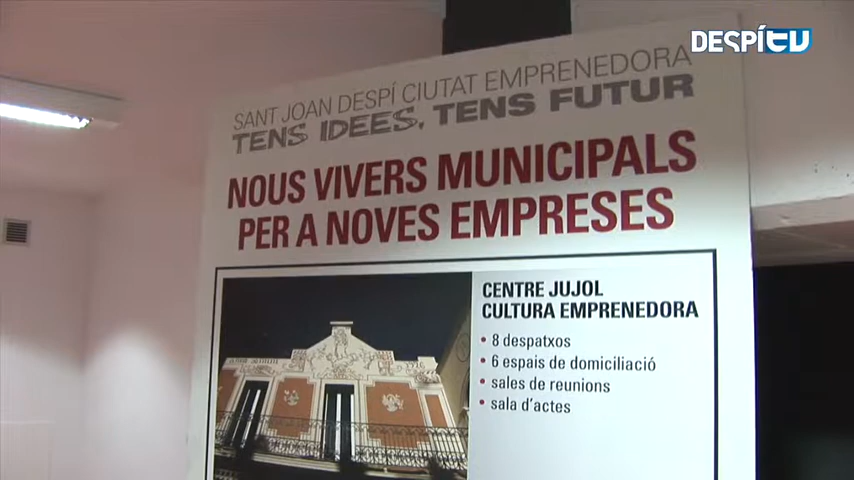 DESPÍtv
SANT JOAN DESPÍ CIUTAT EMPRENEDORA
TENS IDEES, TENS FUTUR
NOUS VIVERS MUNICIPALS
PER A NOVES EMPRESES
CENTRE JUJOL
CULTURA EMPRENEDORA
• 8 despatxos
• 6 espais de domiciliació
• sales de reunions
• sala d'actes